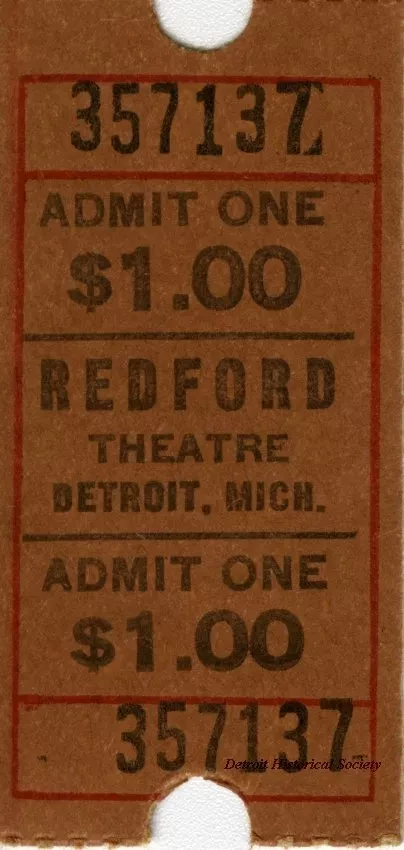 357137
ADMIT ONE
$1.00
REDFORD
THEATRE
DETROIT, MICH.
ADMIT ONE
$1.00
357137
Detroit Historical Society